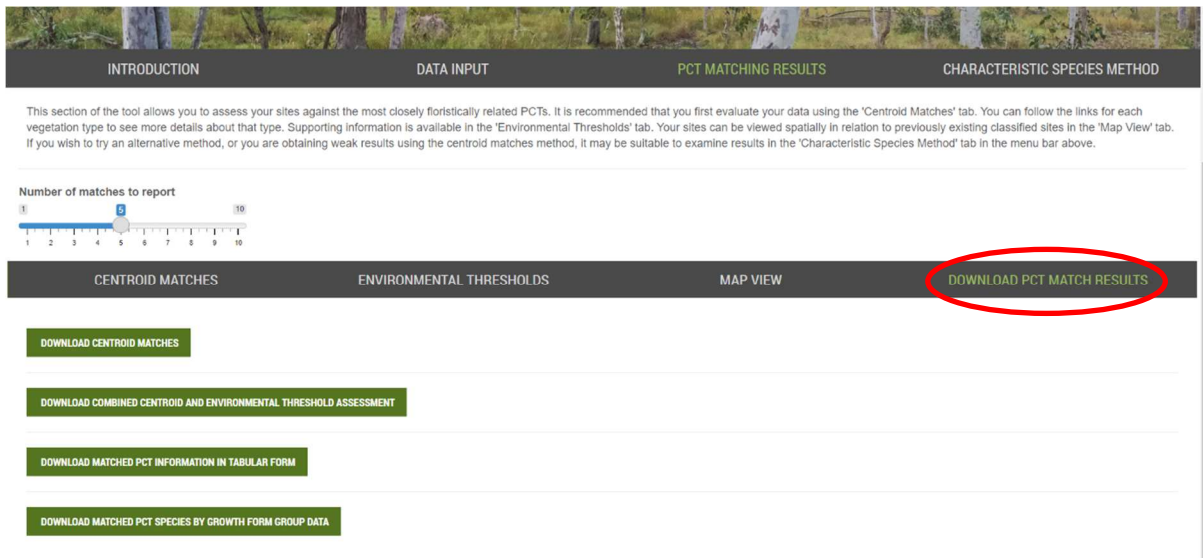 INTRODUCTION DATA INPUT PCT MATCHING RESULTS CHARACTERISTIC SPECIES METHOD
This section of the tool allows you to assess your sites against the most closely floristically related PCTs. It is recommended that you first evaluate your data using the 'Centroid Matches' tab. You can follow the links for each
vegetation type to see more details about that type. Supporting information is available in the 'Environmental Thresholds' tab. Your sites can be viewed spatially in relation to previously existing classified sites in the 'Map View' tab.
If you wish to try an alternative method, or you are obtaining weak results using the centroid matches method, it may be suitable to examine results in the 'Characteristic Species Method' tab in the menu bar above.
Number of matches to report
1 5 10
1 2 3 4 5 6 7 8 9 10
CENTROID MATCHES ENVIRONMENTAL THRESHOLDS MAP VIEW DOWNLOAD PCT MATCH RESULTS
DOWNLOAD CENTROID MATCHES
DOWNLOAD COMBINED CENTROID AND ENVIRONMENTAL THRESHOLD ASSESSMENT
DOWNLOAD MATCHED PCT INFORMATION IN TABULAR FORM
DOWNLOAD MATCHED PCT SPECIES BY GROWTH FORM GROUP DATA